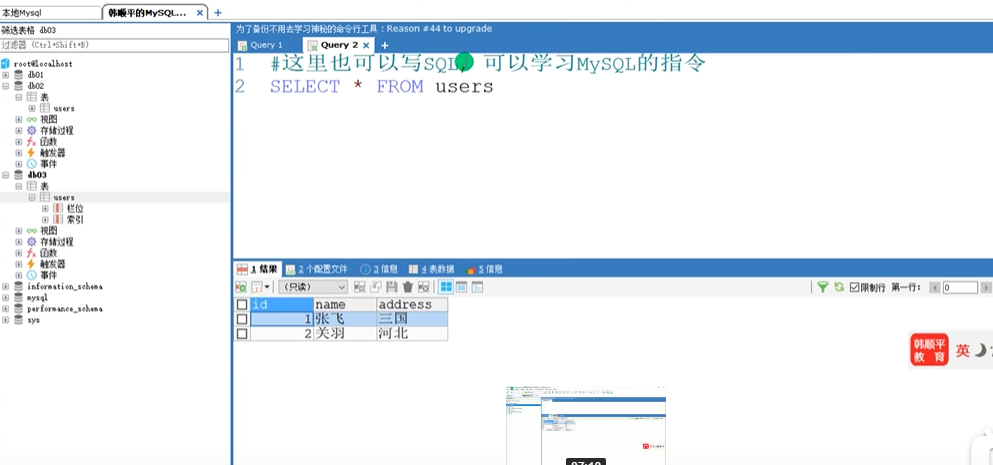 本地Mysql
韩顺平的MySQL... × +
筛选表格 db03
过滤器 (Ctrl+Shift+B)
root@localhost
db01
db02
表
users
视图
存储过程
函数
触发器
事件
db03
表
users
栏位
索引
视图
存储过程
函数
触发器
事件
information_schema
mysql
performance_schema
sys
为了备份不用去学习神秘的命令行工具：Reason #44 to upgrade
Query 1
Query 2 × +
1 #这里也可以写SQL，可以学习MySQL的指令
2 SELECT * FROM users
1 结果
2 个配置文件
3 信息
4 表数据
5 信息
(只读)
限制行 第一行: 0
id name address
1 张飞 三国
2 关羽 河北
韩顺平
教 育
英